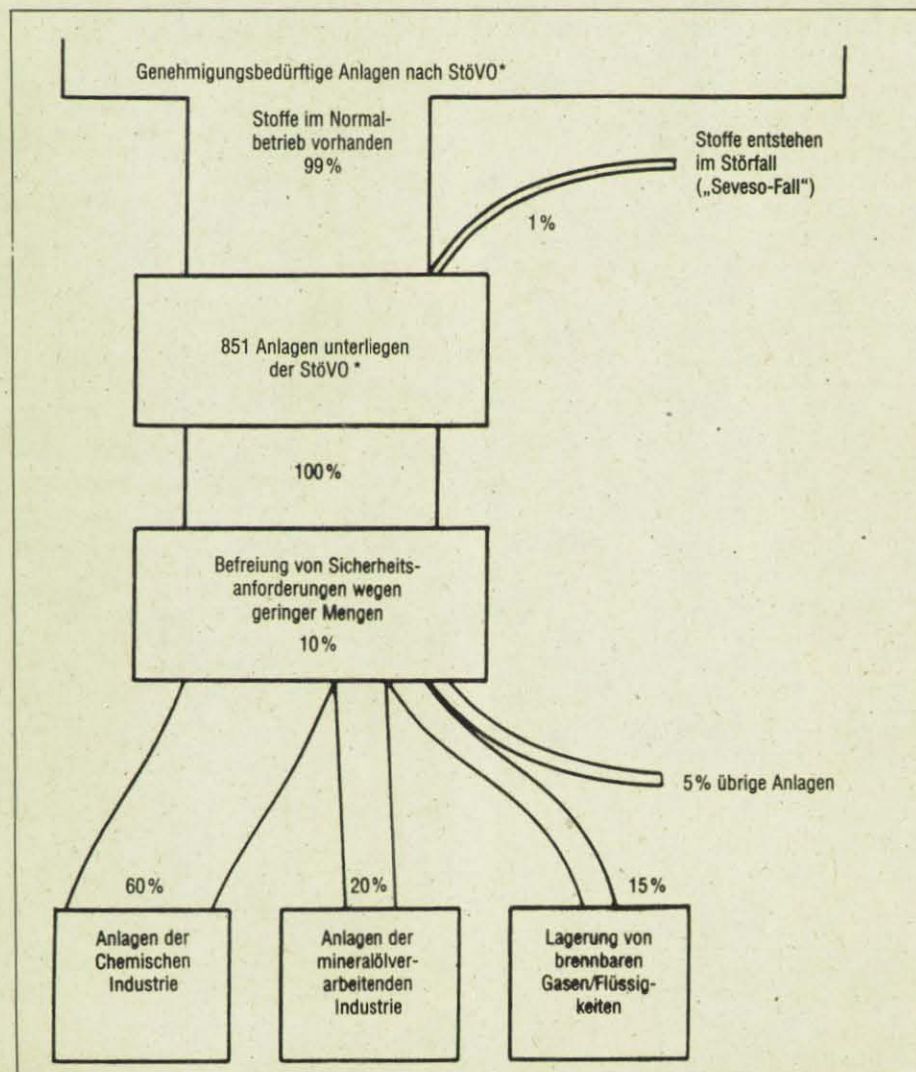 Genehmigungsbedürftige Anlagen nach StöVO*
Stoffe im Normal-
betrieb vorhanden
99%
Stoffe entstehen
im Störfall
(„Seveso-Fall“)
1%
851 Anlagen unterliegen
der StöVO *
100%
Befreiung von Sicherheits-
anforderungen wegen
geringer Mengen
10%
5% übrige Anlagen
60%
20%
15%
Anlagen der
Chemischen
Industrie
Anlagen der
mineralölver-
arbeitenden
Industrie
Lagerung von
brennbaren
Gasen/Flüssig-
keiten